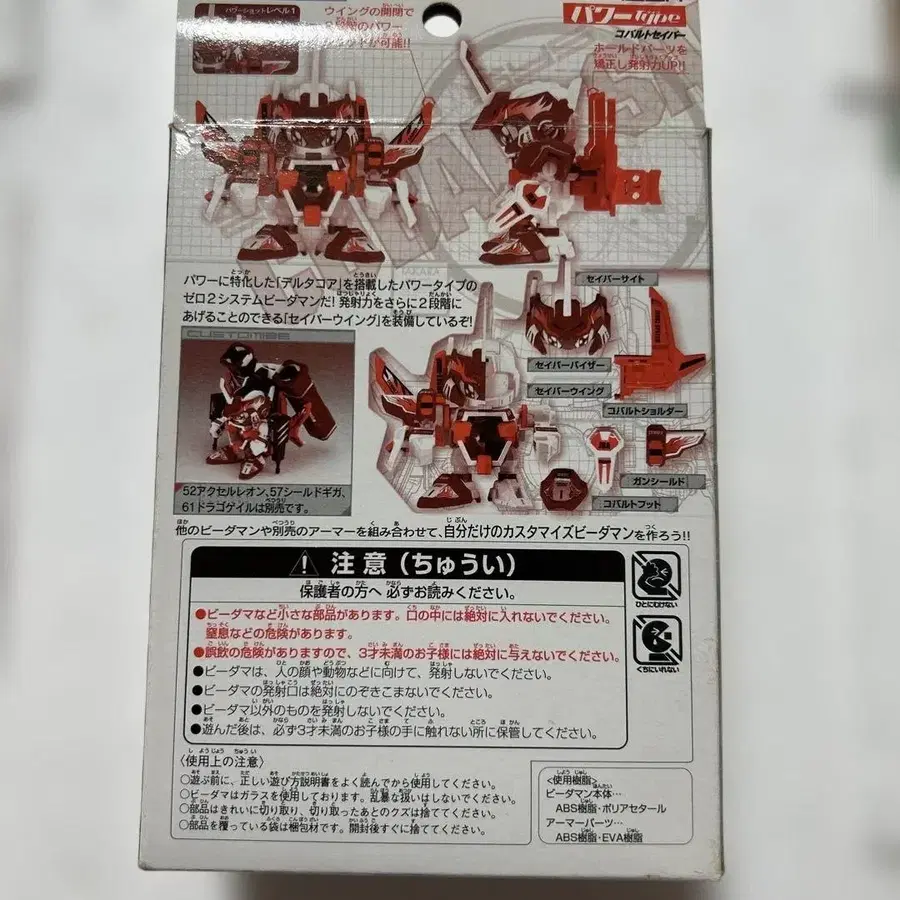 パワーショットレベル1
ウイングの開閉で
2段階のパワー
が可能!!
パワーType
コバルトセイバー
ホールドパーツを
矯正し発射力UP!!
パワーに特化した「デルタコア」を搭載したパワータイプの
ゼロ2システムビーダマンだ!発射力をさらに2段階に
あげることのできる「セイバーウイング」を装備しているぞ!
CUSTOMISE
52アクセルレオン、57シールドギガ、
61ドラゴゲイルは別売です。
セイバーサイト
セイバーバイザー
セイバーウイング
コバルトショルダー
ガンシールド
コバルトフット
他のビーダマンや別売のアーマーを組み合わせて、自分だけのカスタマイズビーダマンを作ろう!!
注意(ちゅうい)
保護者の方へ 必ずお読みください。
●ビーダマなど小さな部品があります。口の中には絶対に入れないでください。
窒息などの危険があります。
●誤飲の危険がありますので、3才未満のお子様には絶対に与えないでください。
●ビーダマは、人の顔や動物などに向けて、発射しないでください。
●ビーダマの発射口は絶対にのぞきこまないでください。
●ビーダマ以外のものを発射しないでください。
●遊んだ後は、必ず3才未満のお子様の手に触れない所に保管してください。
ひとにむけない
くちにいれない
〈使用上の注意〉
○遊ぶ前に、正しい遊び方説明書をよく読んでから使用してください。
○ビーダマはガラスを使用しております。乱暴な扱いはしないでください。
○部品はきれいに切り取り、切り取ったあとのクズは捨ててください。
○部品を覆っている袋は梱包材です。開封後すぐに捨ててください。
〈使用樹脂〉
ビーダマン本体…
ABS樹脂・ポリアセタール
アーマーパーツ…
ABS樹脂・EVA樹脂